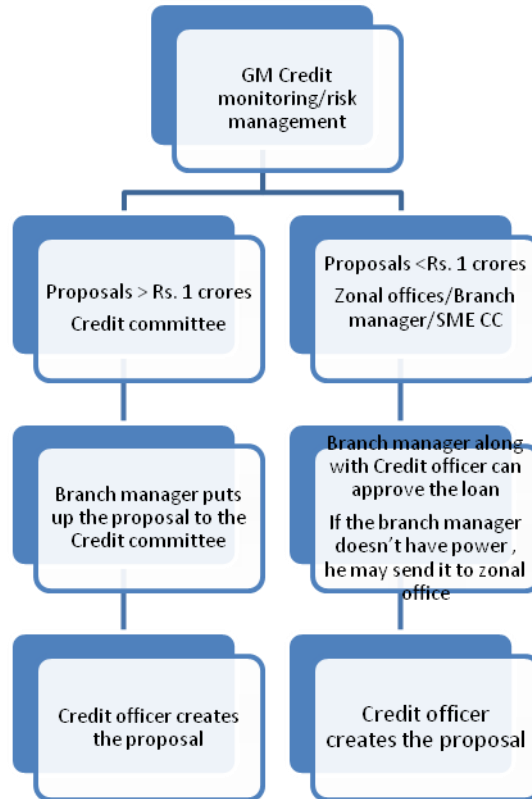 GM Credit
monitoring/risk
management
Proposals > Rs. 1 crores
Credit committee
Proposals <Rs. 1 crores
Zonal offices/Branch
manager/SME CC
Branch manager puts
up the proposal to the
Credit committee
Branch manager along
with Credit officer can
approve the loan
If the branch manager
doesn't have power ,
he may send it to zonal
office
Credit officer creates
the proposal
Credit officer
creates the proposal